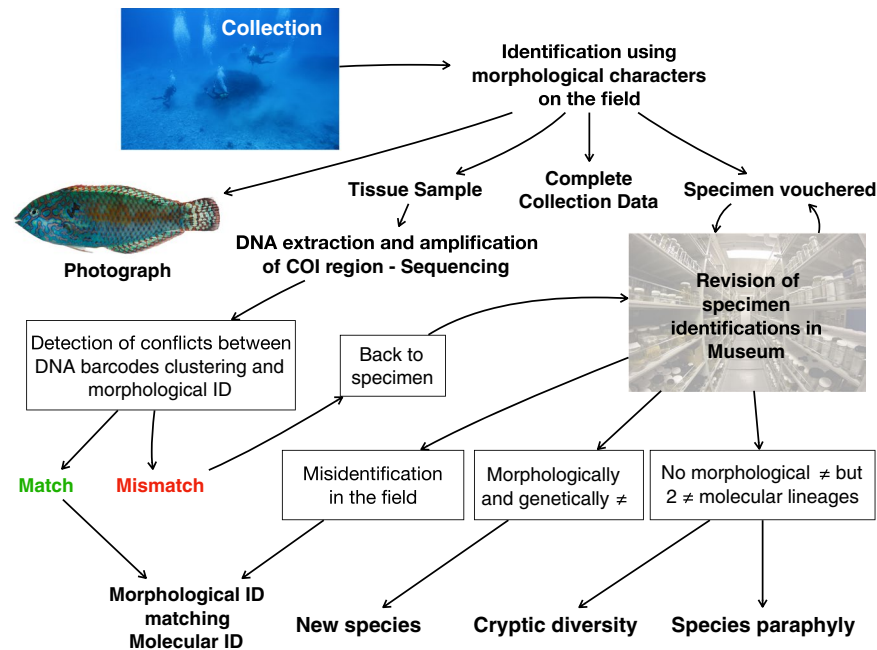 Collection
Identification using
morphological characters
on the field
Photograph
Tissue Sample
Complete
Collection Data
Specimen vouchered
DNA extraction and amplification
of COI region - Sequencing
Revision of
specimen
identifications in
Museum
Detection of conflicts between
DNA barcodes clustering and
morphological ID
Back to
specimen
Match
Mismatch
Misidentification
in the field
Morphologically
and genetically ≠
No morphological ≠ but
2 ≠ molecular lineages
Morphological ID
matching
Molecular ID
New species
Cryptic diversity
Species paraphyly